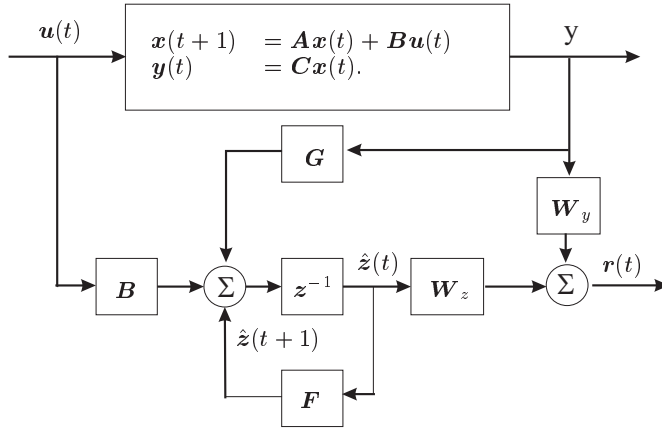 u(t)
x(t + 1) = Ax(t) + Bu(t)
y(t) = Cx(t).
y
G
W_y
ẑ(t)
r(t)
B
Σ
z⁻¹
W_z
Σ
ẑ(t + 1)
F